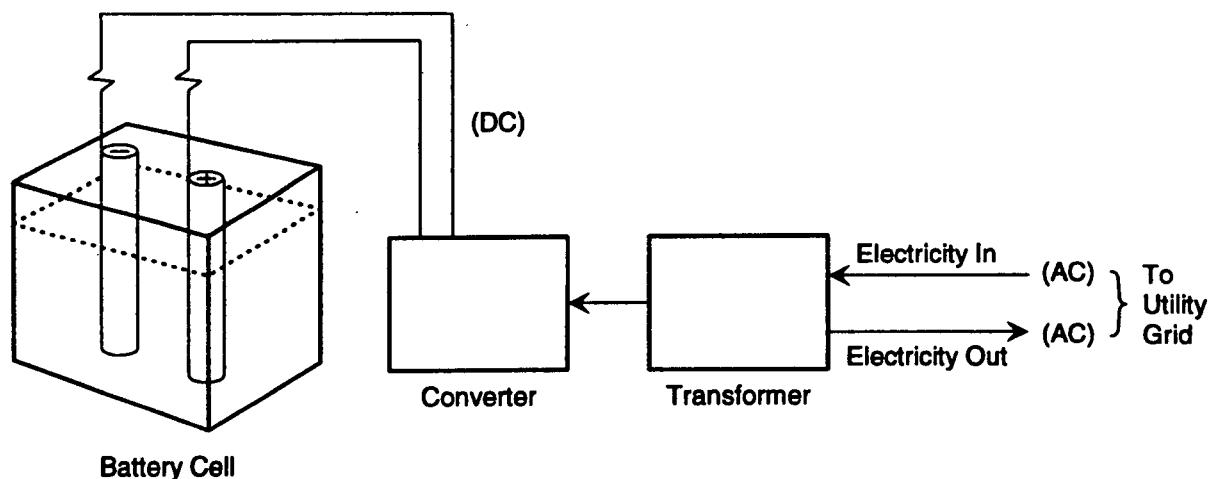 (DC)
−
+
Electricity In
(AC)
To
Utility
Grid
(AC)
Electricity Out
Converter
Transformer
Battery Cell